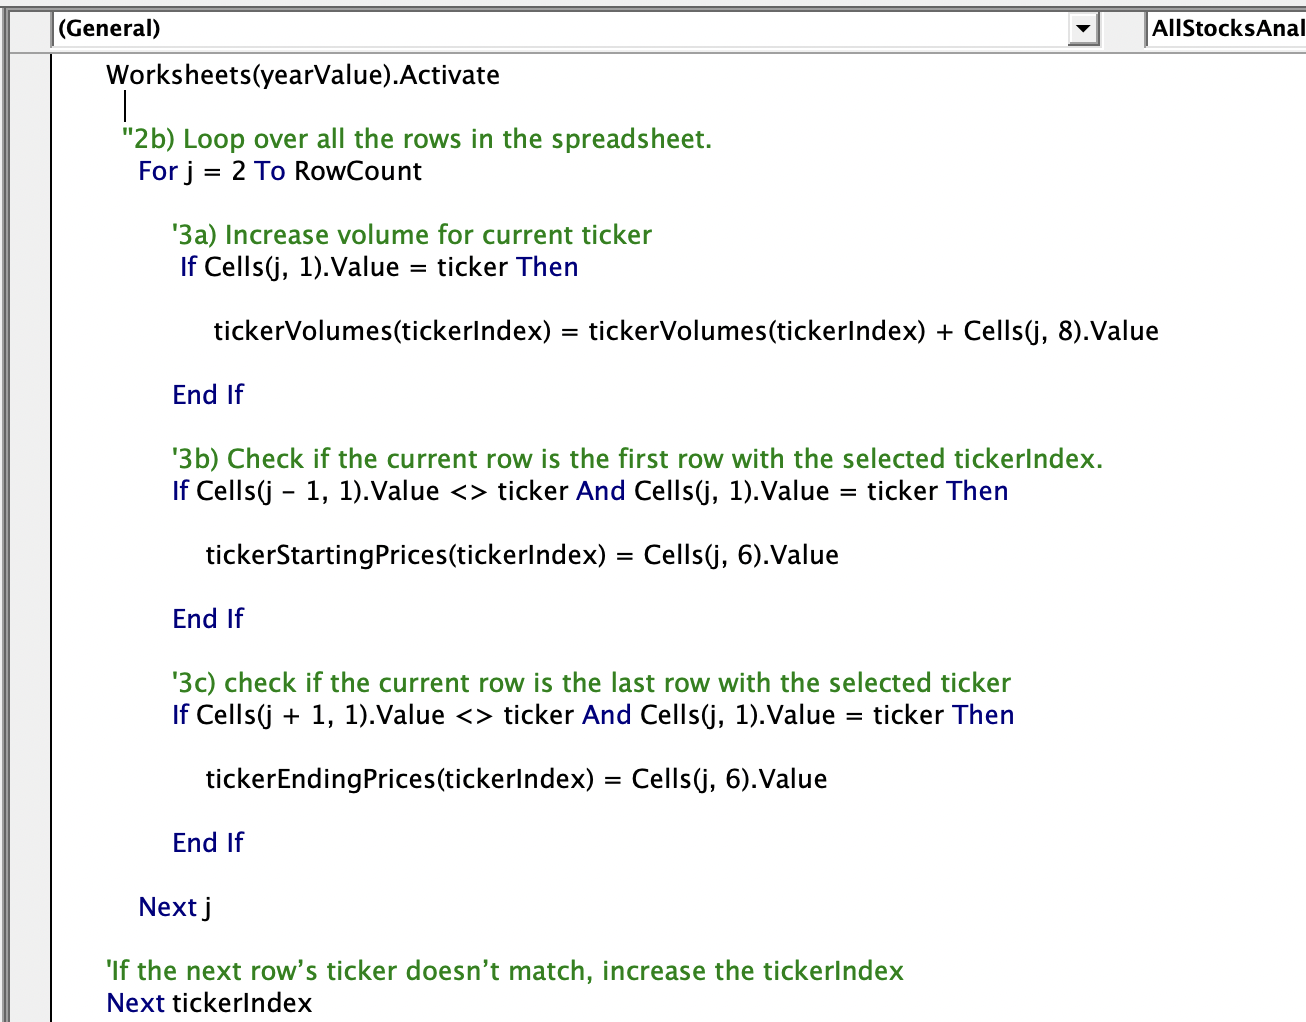 (General)
AllStocksAnal
Worksheets(yearValue).Activate
''2b) Loop over all the rows in the spreadsheet.
For j = 2 To RowCount
'3a) Increase volume for current ticker
If Cells(j, 1).Value = ticker Then
tickerVolumes(tickerIndex) = tickerVolumes(tickerIndex) + Cells(j, 8).Value
End If
'3b) Check if the current row is the first row with the selected tickerIndex.
If Cells(j - 1, 1).Value <> ticker And Cells(j, 1).Value = ticker Then
tickerStartingPrices(tickerIndex) = Cells(j, 6).Value
End If
'3c) check if the current row is the last row with the selected ticker
If Cells(j + 1, 1).Value <> ticker And Cells(j, 1).Value = ticker Then
tickerEndingPrices(tickerIndex) = Cells(j, 6).Value
End If
Next j
'If the next row’s ticker doesn’t match, increase the tickerIndex
Next tickerIndex